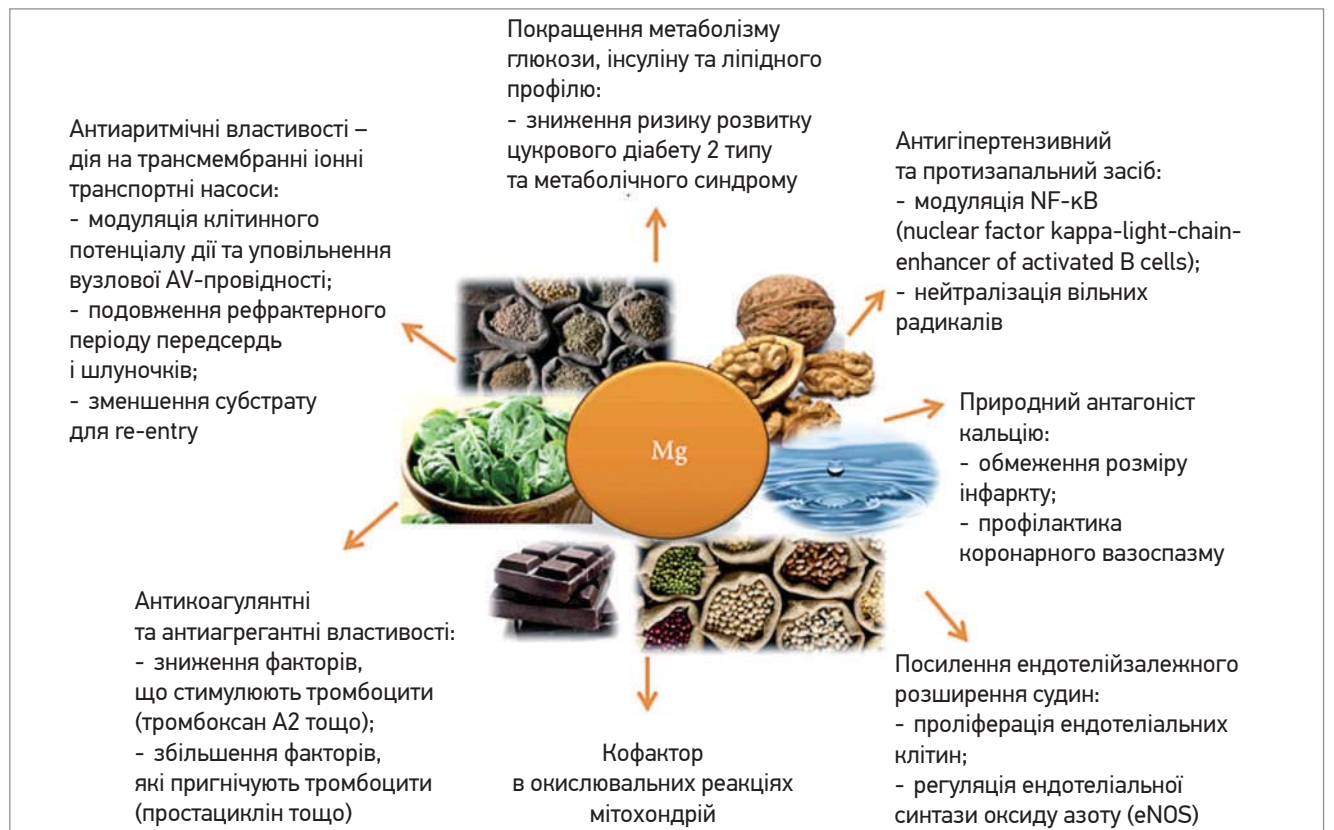 Покращення метаболізму
глюкози, інсуліну та ліпідного
профілю:
- зниження ризику розвитку
цукрового діабету 2 типу
та метаболічного синдрому
Антиаритмічні властивості –
дія на трансмембранні іонні
транспортні насоси:
- модуляція клітинного
потенціалу дії та уповільнення
вузлової AV-провідності;
- подовження рефрактерного
періоду передсердь
і шлуночків;
- зменшення субстрату
для re-entry
Антигіпертензивний
та протизапальний засіб:
- модуляція NF-κB
(nuclear factor kappa-light-chain-
enhancer of activated B cells);
- нейтралізація вільних
радикалів
Mg
Природний антагоніст
кальцію:
- обмеження розміру
інфаркту;
- профілактика
коронарного вазоспазму
Антикоагулянтні
та антиагрегантні властивості:
- зниження факторів,
що стимулюють тромбоцити
(тромбоксан А2 тощо);
- збільшення факторів,
які пригнічують тромбоцити
(простациклін тощо)
Кофактор
в окислювальних реакціях
мітохондрій
Посилення ендотелійзалежного
розширення судин:
- проліферація ендотеліальних
клітин;
- регуляція ендотеліальної
синтази оксиду азоту (eNOS)